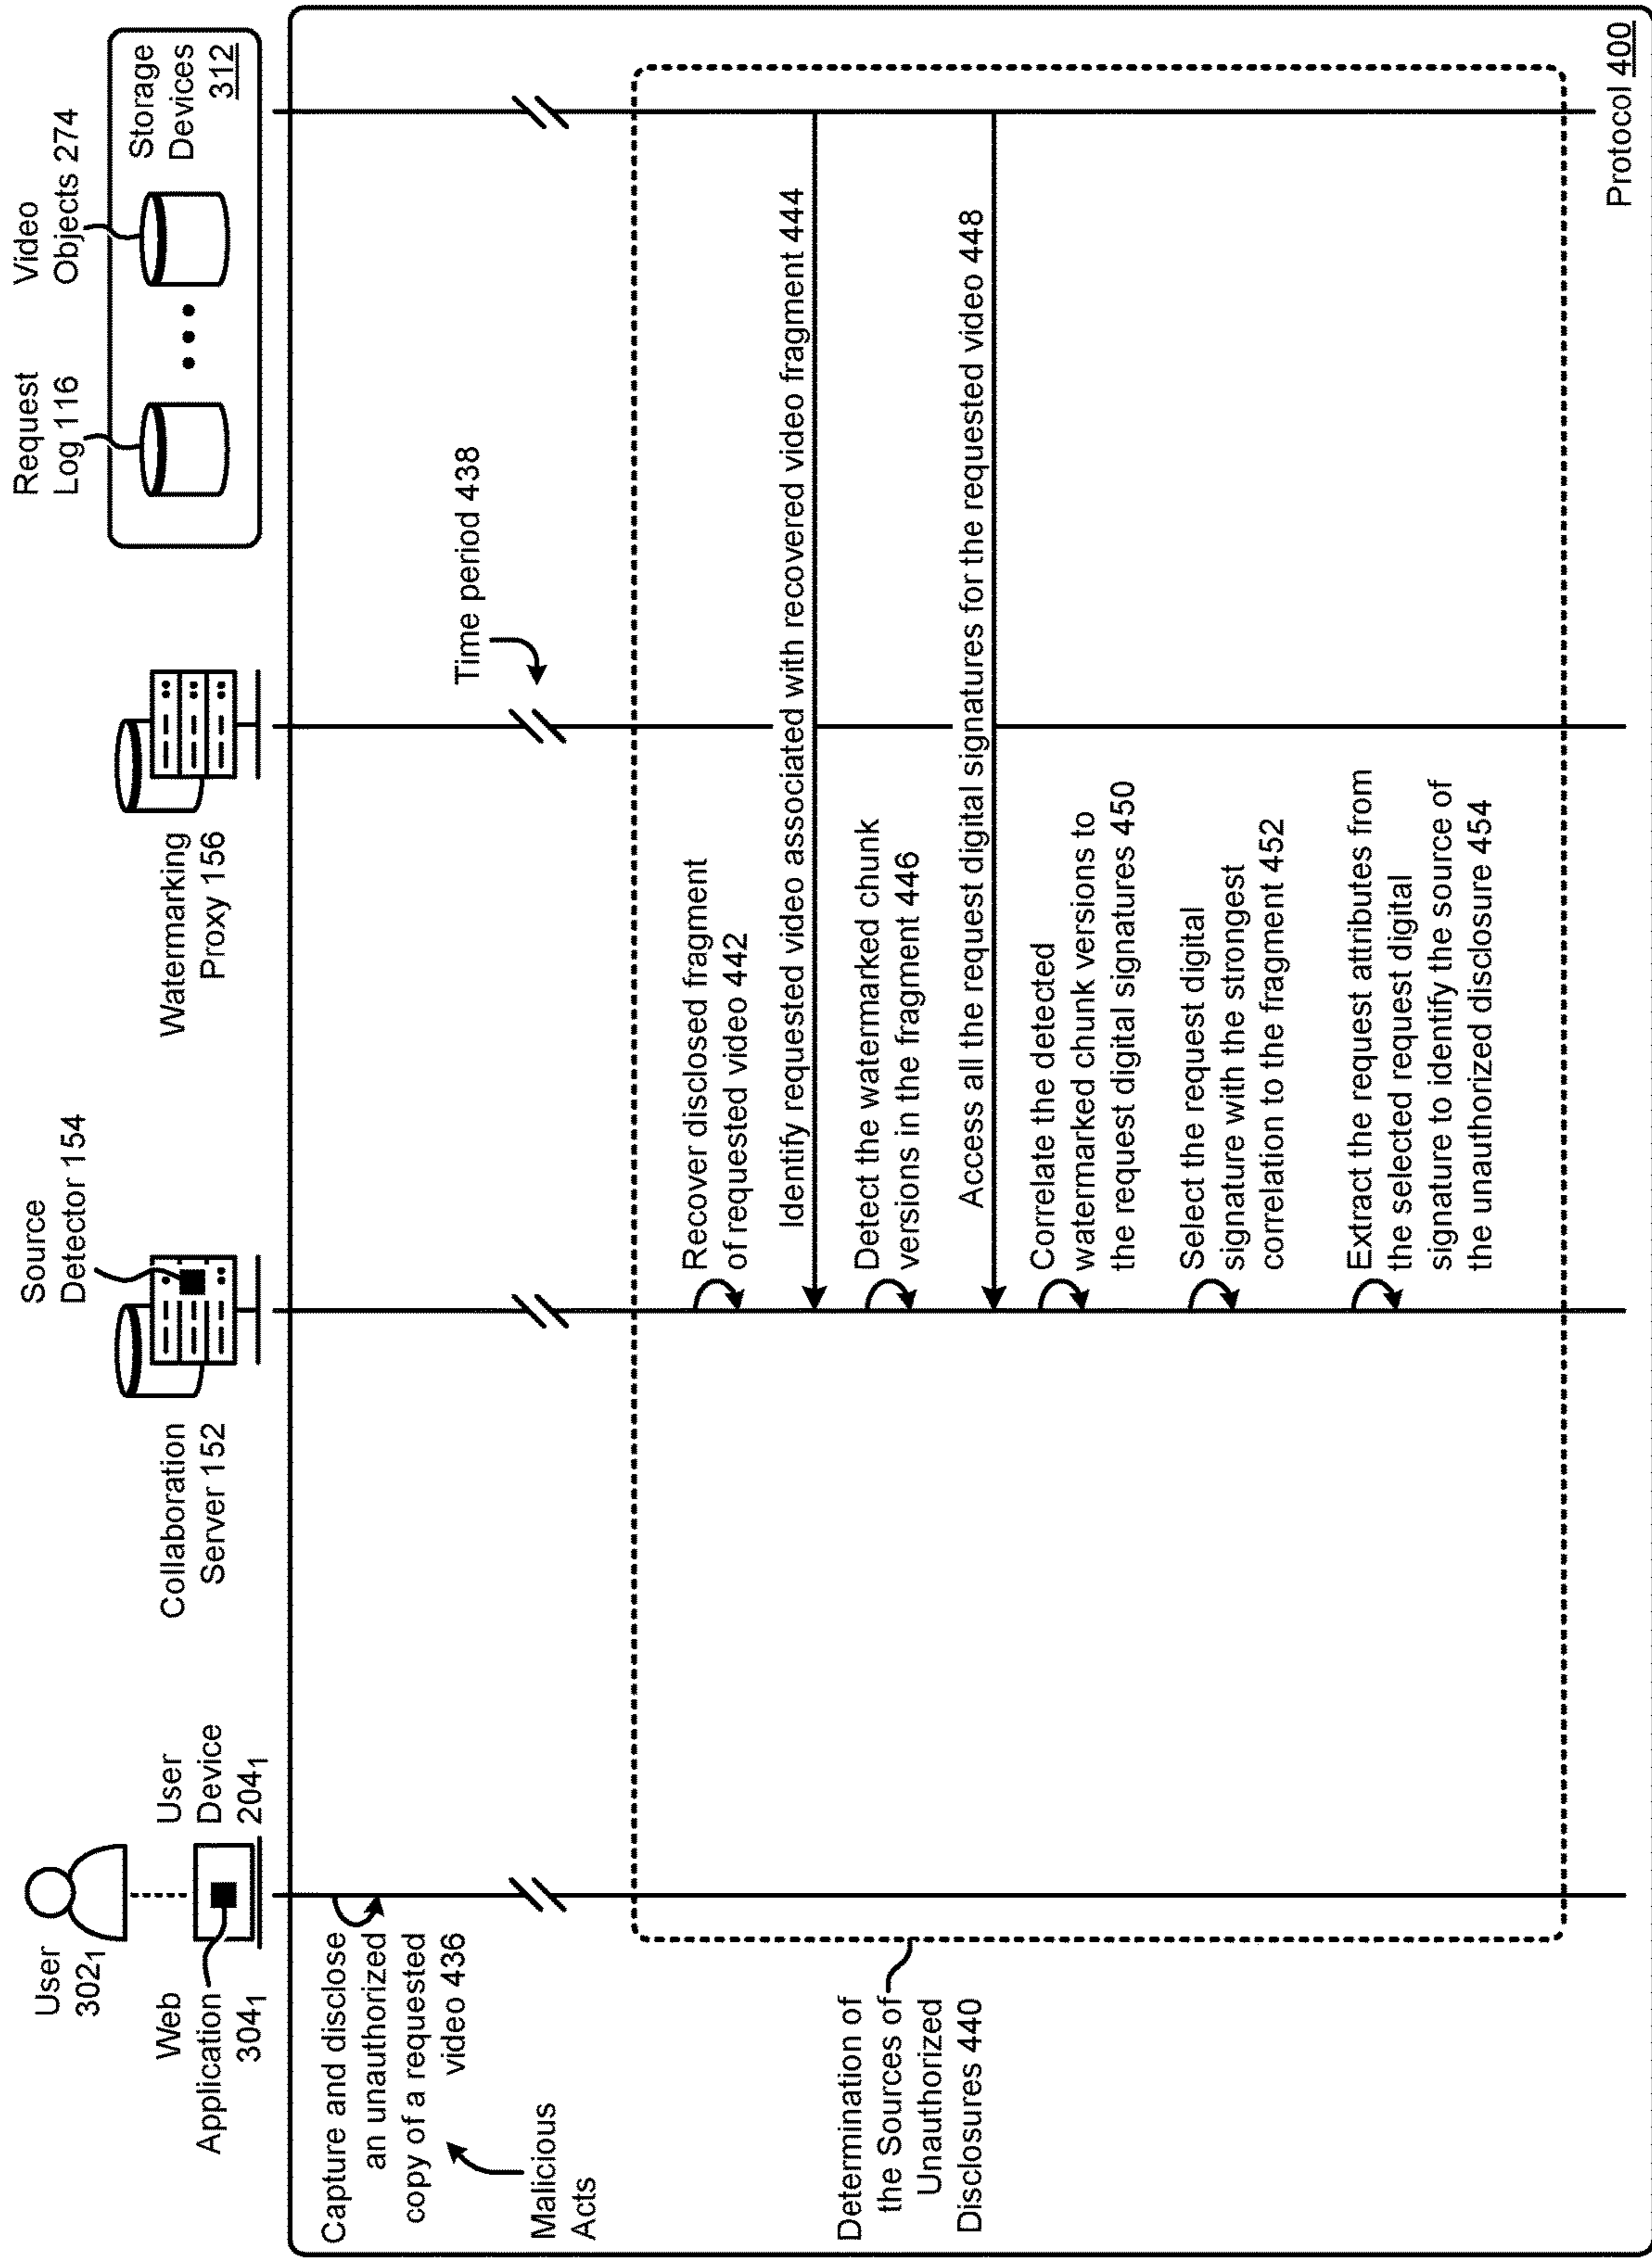 User
302₁
Web
Application
304₁
User
Device
204₁
Collaboration
Server 152
Source
Detector 154
Watermarking
Proxy 156
Request
Log 116
Video
Objects 274
Storage
Devices
312
Capture and disclose
an unauthorized
copy of a requested
video 436
Malicious
Acts
Time period 438
Determination of
the Sources of
Unauthorized
Disclosures 440
Recover disclosed fragment
of requested video 442
Identify requested video associated with recovered video fragment 444
Detect the watermarked chunk
versions in the fragment 446
Access all the request digital signatures for the requested video 448
Correlate the detected
watermarked chunk versions to
the request digital signatures 450
Select the request digital
signature with the strongest
correlation to the fragment 452
Extract the request attributes from
the selected request digital
signature to identify the source of
the unauthorized disclosure 454
Protocol 400